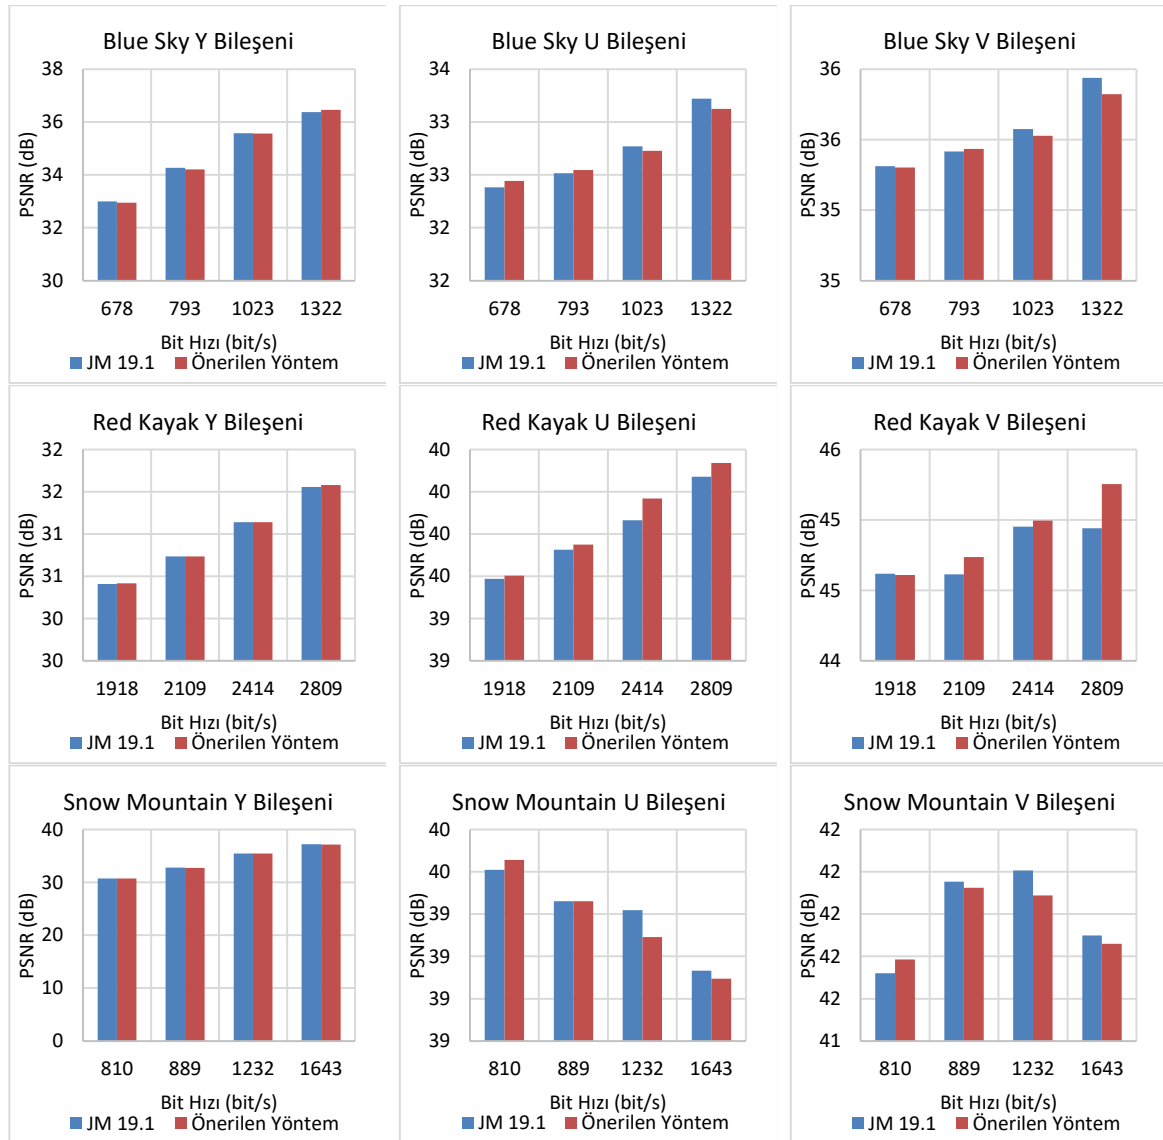 Blue Sky Y Bileşeni
38
36
34
32
30
PSNR (dB)
678 793 1023 1322
Bit Hızı (bit/s)
JM 19.1 Önerilen Yöntem
Blue Sky U Bileşeni
34
33
33
32
32
PSNR (dB)
678 793 1023 1322
Bit Hızı (bit/s)
JM 19.1 Önerilen Yöntem
Blue Sky V Bileşeni
36
36
35
35
PSNR (dB)
678 793 1023 1322
Bit Hızı (bit/s)
JM 19.1 Önerilen Yöntem
Red Kayak Y Bileşeni
32
32
31
31
30
30
PSNR (dB)
1918 2109 2414 2809
Bit Hızı (bit/s)
JM 19.1 Önerilen Yöntem
Red Kayak U Bileşeni
40
40
40
40
39
39
PSNR (dB)
1918 2109 2414 2809
Bit Hızı (bit/s)
JM 19.1 Önerilen Yöntem
Red Kayak V Bileşeni
46
45
45
44
PSNR (dB)
1918 2109 2414 2809
Bit Hızı (bit/s)
JM 19.1 Önerilen Yöntem
Snow Mountain Y Bileşeni
40
30
20
10
0
PSNR (dB)
810 889 1232 1643
Bit Hızı (bit/s)
JM 19.1 Önerilen Yöntem
Snow Mountain U Bileşeni
40
40
39
39
39
39
PSNR (dB)
810 889 1232 1643
Bit Hızı (bit/s)
JM 19.1 Önerilen Yöntem
Snow Mountain V Bileşeni
42
42
42
42
42
41
PSNR (dB)
810 889 1232 1643
Bit Hızı (bit/s)
JM 19.1 Önerilen Yöntem